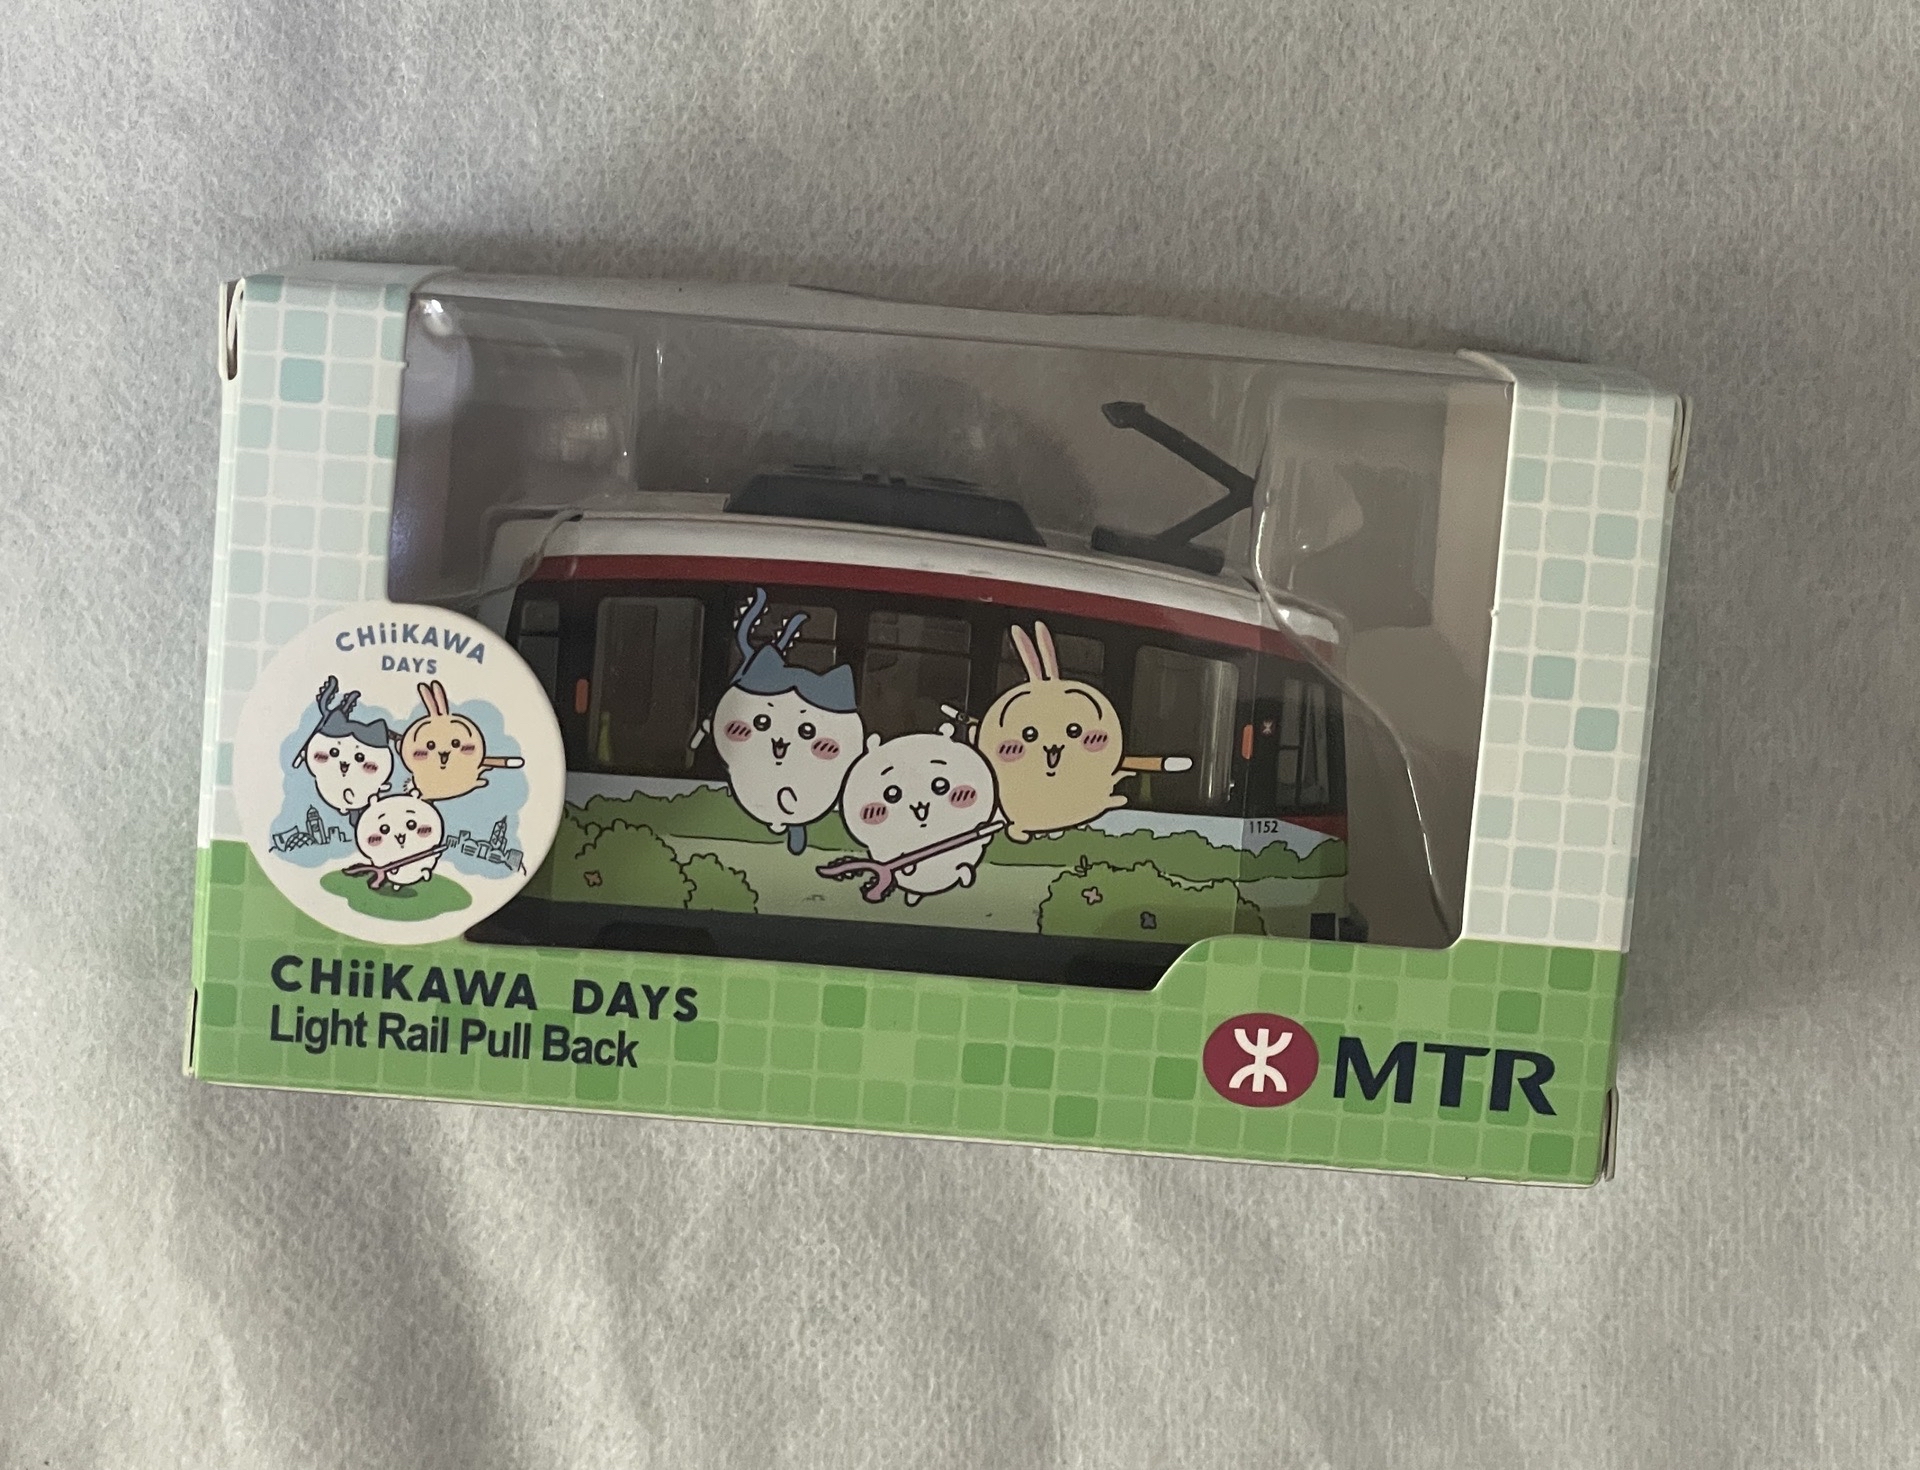 CHiiKAWA
DAYS
1152
CHiiKAWA DAYS
Light Rail Pull Back
MTR